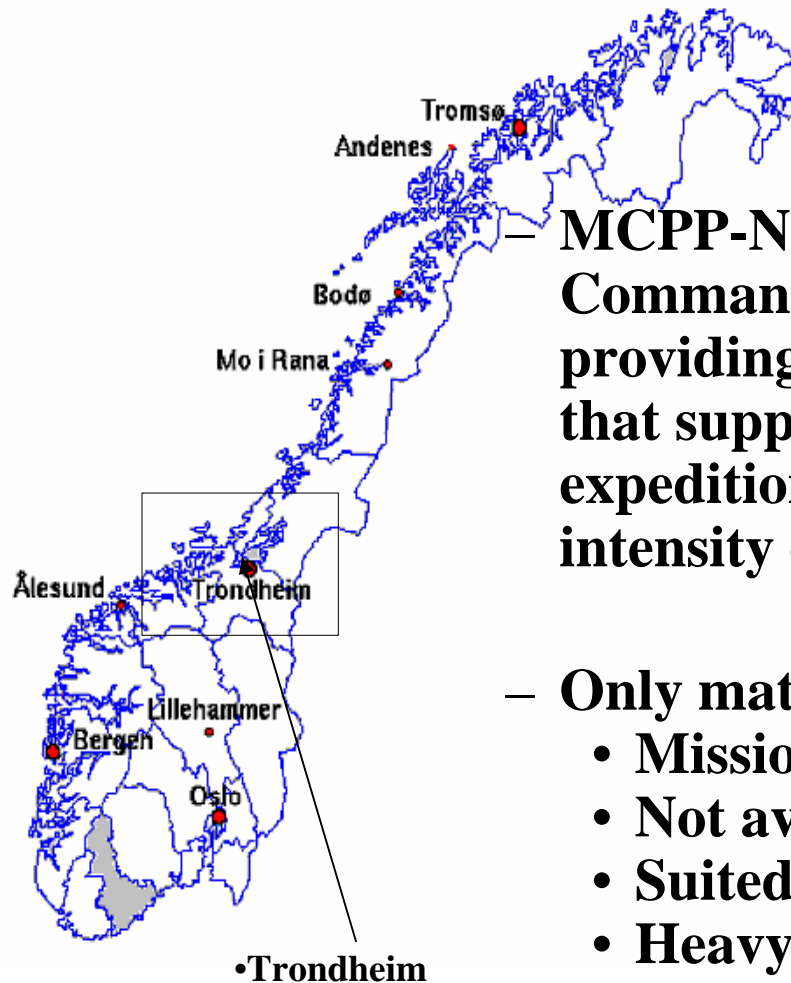 Tromsø
Andenes
Bodø
Mo i Rana
Ålesund
Trondheim
Lillehammer
Bergen
Oslo
•Trondheim
– MCPP-N
Comman
providing
that supp
expedition
intensity
– Only mat
• Missio
• Not av
• Suited
• Heavy